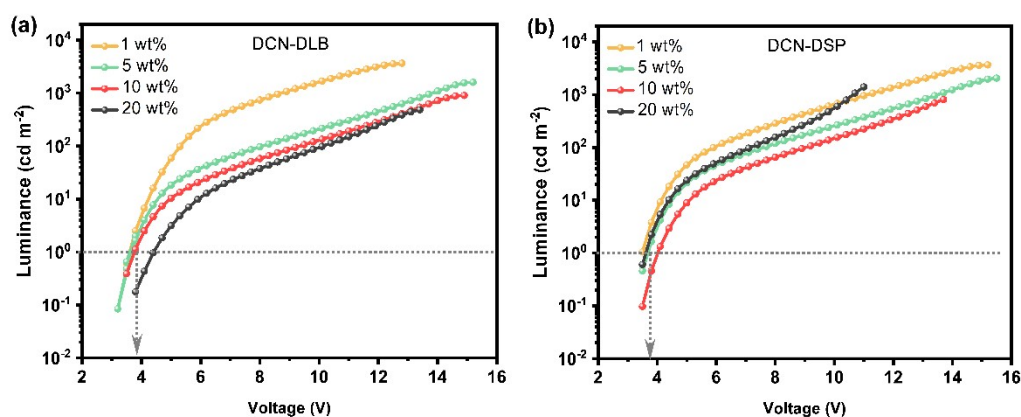 (a)
DCN-DLB
1 wt%
5 wt%
10 wt%
20 wt%
Luminance (cd m⁻²)
10⁴
10³
10²
10¹
10⁰
10⁻¹
10⁻²
2 4 6 8 10 12 14 16
Voltage (V)
(b)
DCN-DSP
1 wt%
5 wt%
10 wt%
20 wt%
Luminance (cd m⁻²)
10⁴
10³
10²
10¹
10⁰
10⁻¹
10⁻²
2 4 6 8 10 12 14 16
Voltage (V)